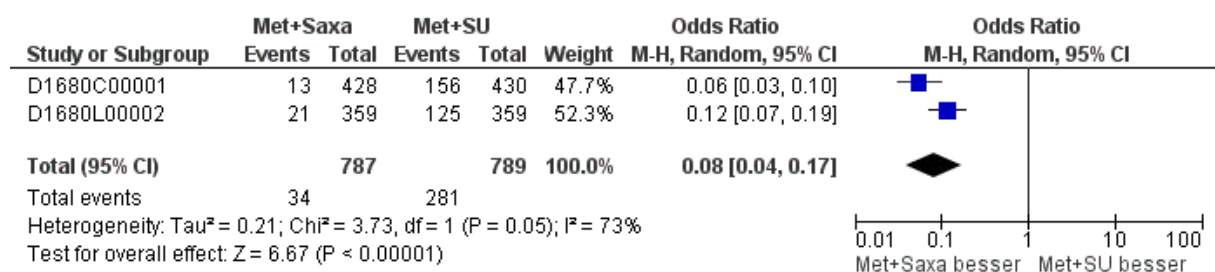 Met+Saxa Met+SU Odds Ratio Odds Ratio
Study or Subgroup Events Total Events Total Weight M-H, Random, 95% CI M-H, Random, 95% CI
D1680C00001 13 428 156 430 47.7% 0.06 [0.03, 0.10]
D1680L00002 21 359 125 359 52.3% 0.12 [0.07, 0.19]
Total (95% CI) 787 789 100.0% 0.08 [0.04, 0.17]
Total events 34 281
Heterogeneity: Tau² = 0.21; Chi² = 3.73, df = 1 (P = 0.05); I² = 73%
Test for overall effect: Z = 6.67 (P < 0.00001)
0.01 0.1 1 10 100
Met+Saxa besser Met+SU besser